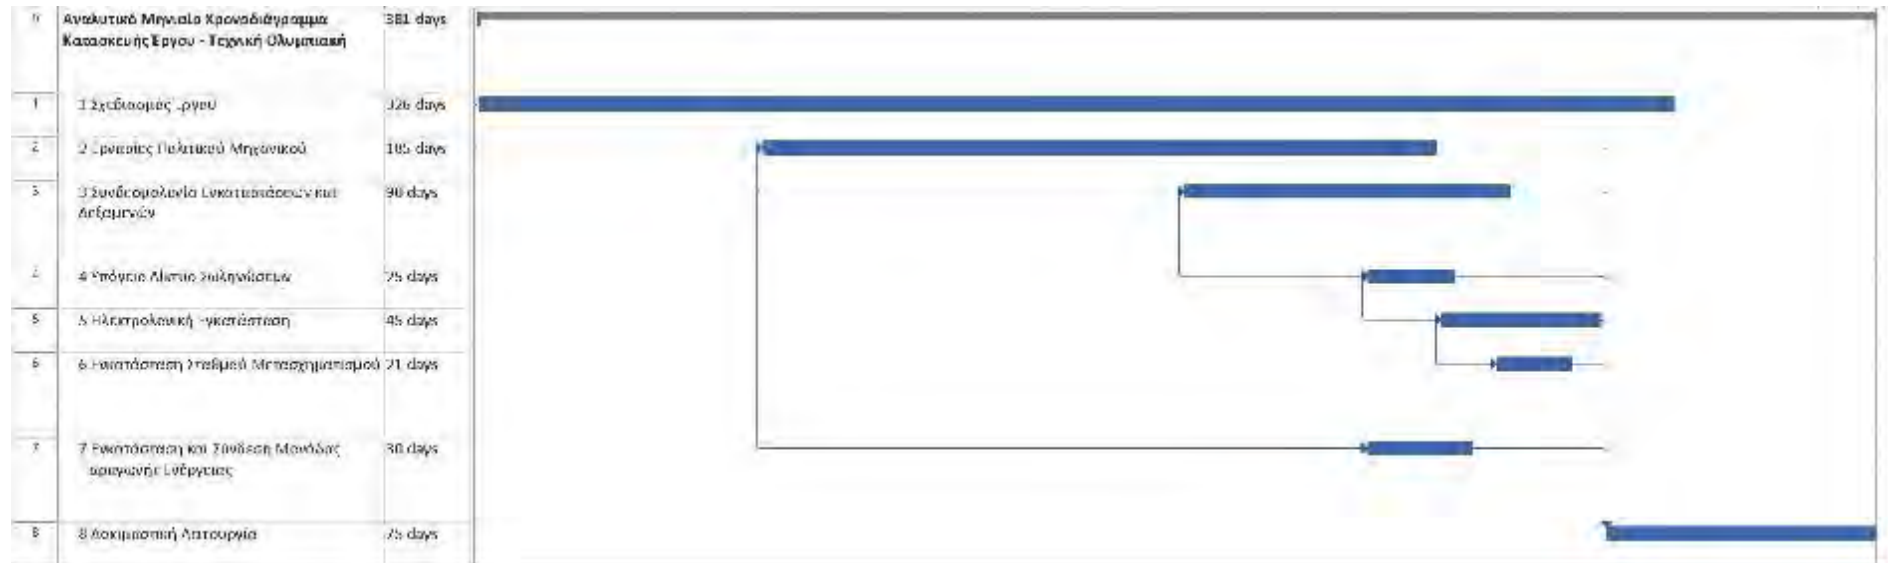 0 Αναλυτικό Μηνιαίο Χρονοδιάγραμμα 381 days
Κατασκευής Έργου - Τεχνική Ολυμπιακή
1 1 Σχεδιασμός Έργου 326 days
2 2 Εργασίες Πολιτικού Μηχανικού 185 days
3 3 Συνδεσμολογία Εγκαταστάσεων και 90 days
Δεξαμενών
4 4 Υπόγειο Δίκτυο Σωληνώσεων 25 days
5 5 Ηλεκτρολογική Εγκατάσταση 45 days
6 6 Εγκατάσταση Σταθμού Μετασχηματισμού 21 days
7 7 Εγκατάσταση και Σύνδεση Μονάδας 30 days
αραγωγής Ενέργειας
8 8 Δοκιμαστική Λειτουργία 75 days